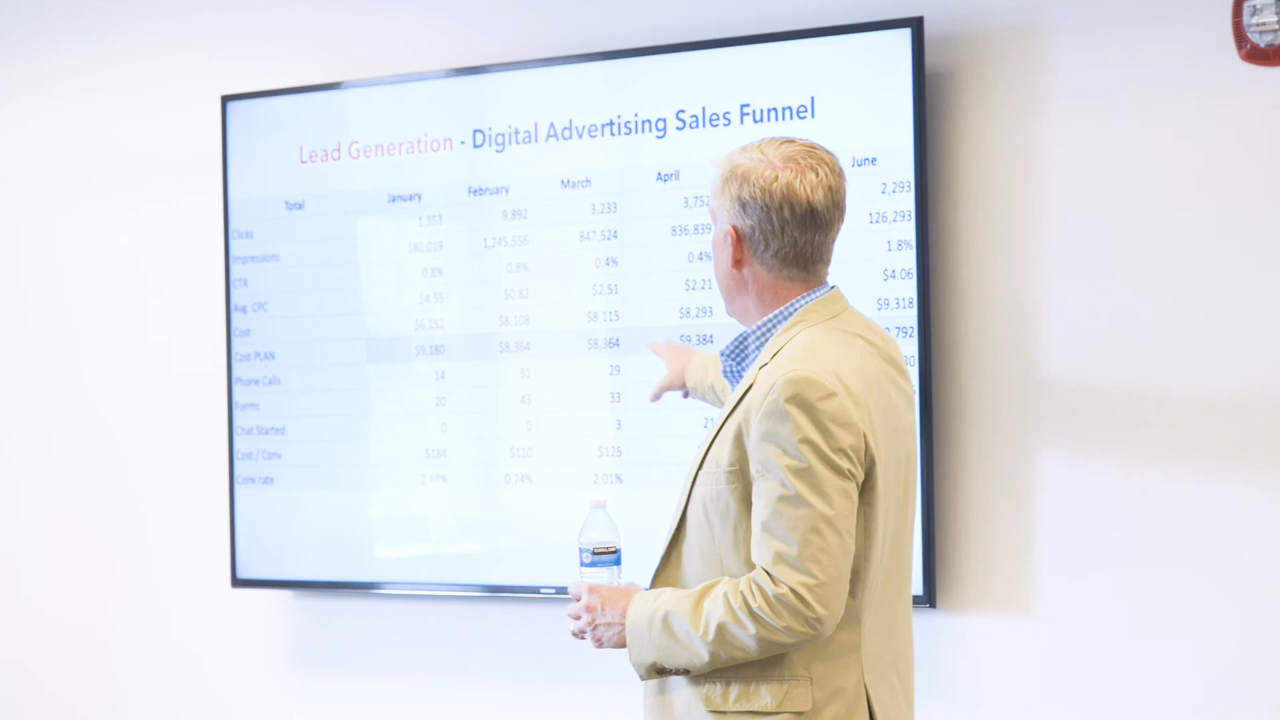 Lead Generation - Digital Advertising Sales Funnel
Total January February March April June
Clicks 1,353 9,892 3,233 3,752 2,293
Impressions 180,019 1,245,556 847,524 836,839 126,293
CTR 0.8% 0.8% 0.4% 0.4% 1.8%
Avg. CPC $0.82 $2.51 $2.21 $4.06
Cost $6,151 $8,108 $8,115 $8,293 $9,318
Cost PLAN $9,180 $8,364 $8,364 $9,384 792
Phone Calls 14 31 29 30
Forms 20 43 33
Chat Started 0 0 3 21
Cost / Conv $184 $110 $125
Conv rate 0.74% 2.01%